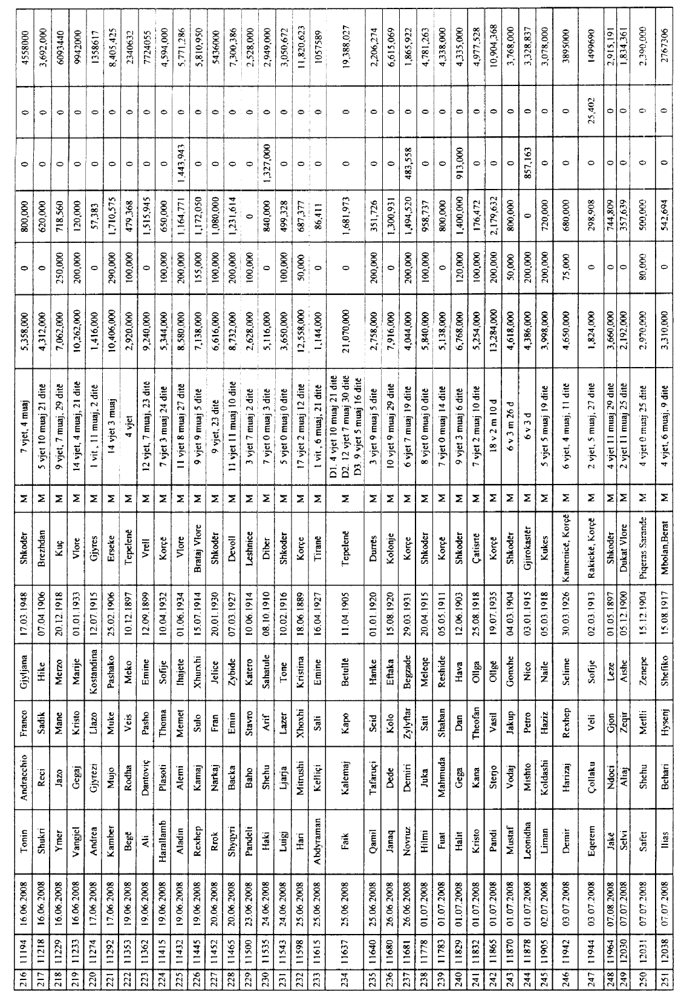 216 11194 16.06.2008 Tonin Andracchio Franco Gjyljana 17.03.1948 Shkodër M 7 vjet, 4 muaj 5,358,000 0 800,000 0 0 4558000
217 11218 16.06.2008 Shukri Reci Sadik Hike 07.04.1906 Brezhdan M 5 vjet 10 muaj 21 ditë 4,312,000 0 620,000 0 0 3,692,000
218 11229 16.06.2008 Ymer Jazo Mane Merzo 20.12.1918 Kuç M 9 vjet, 7 muaj, 29 ditë 7,062,000 250,000 718,560 0 0 6093440
219 11233 16.06.2008 Vangjel Gegaj Kristo Marije 01.01.1933 Vlore M 14 vjet, 4 muaj, 21 ditë 10,262,000 200,000 120,000 0 0 9942000
220 11274 17.06.2008 Andrea Gjyrezi Llazo Kostandina 12.07.1915 Gjyres M 1 vit , 11 muaj, 2 ditë 1,416,000 0 57,383 0 0 1358617
221 11292 17.06.2008 Kamber Mujo Muke Pashako 25.02.1906 Erseke M 14 vjet 3 muaj 10,406,000 290,000 1,710,575 0 0 8,405,425
222 11353 19.06.2008 Begë Rodha Veis Meko 10.12.1897 Tepelenë M 4 vjet 2,920,000 100,000 479,368 0 0 2340632
223 11362 19.06.2008 Ali Dantoviç Pasho Emine 12.09.1899 Vrell M 12 vjet, 7 muaj, 23 ditë 9,240,000 0 1,515,945 0 0 7724055
224 11415 19.06.2008 Harallamb Plasoti Thoma Sofije 10.04.1932 Korçë M 7 vjet 3 muaj 24 ditë 5,344,000 100,000 650,000 0 0 4,594,000
225 11432 19.06.2008 Aladin Alemi Memet Ihajete 01.06.1934 Vlore M 11 vjet 8 muaj 27 ditë 8,580,000 200,000 1,164,771 1,443,943 0 5,771,286
226 11445 19.06.2008 Rexhep Kamaj Sulo Xhurxhi 15.07.1914 Brataj Vlore M 9 vjet 9 muaj 5 ditë 7,138,000 155,000 1,172,050 0 0 5,810,950
227 11452 20.06.2008 Rrok Narkaj Fran Jelice 20.01.1930 Shkodër M 9 vjet, 23 ditë 6,616,000 100,000 1,080,000 0 0 5436000
228 11465 20.06.2008 Shyqyri Backa Emin Zybide 07.03.1927 Devoll M 11 vjet 11 muaj 10 ditë 8,732,000 200,000 1,231,614 0 0 7,300,386
229 11500 23.06.2008 Pandeli Baho Stavro Katero 10.06.1914 Leshnice M 3 vjet 7 muaj 2 ditë 2,628,000 100,000 0 0 0 2,528,000
230 11535 24.06.2008 Haki Shehu Arif Sahatule 08.10.1910 Diber M 7 vjet 0 muaj 3 ditë 5,116,000 0 840,000 1,327,000 0 2,949,000
231 11543 24.06.2008 Luigj Ljarja Lazer Tone 10.02.1916 Shkoder M 5 vjet 0 muaj 0 ditë 3,650,000 100,000 499,328 0 0 3,050,672
232 11598 25.06.2008 Hari Mitrushi Xhoxhi Kristina 18.06.1889 Korçe M 17 vjet 2 muaj 12 ditë 12,558,000 50,000 687,377 0 0 11,820,623
233 11615 25.06.2008 Abdyraman Kelliçi Sali Emine 16.04.1927 Tiranë M 1 vit , 6 muaj, 21 ditë 1,144,000 0 86,411 0 0 1057589
234 11637 25.06.2008 Faik Kalemaj Kapo Betullë 11.04.1905 Tepelenë M D1. 4 vjet 10 muaj 21 ditë
D2. 12 vjet 7 muaj 30 ditë
D3. 9 vjet 5 muaj 16 ditë 21,070,000 0 1,681,973 0 0 19,388,027
235 11640 25.06.2008 Qamil Tafaruçi Seid Hanke 01.01.1920 Durrës M 3 vjet 9 muaj 5 ditë 2,758,000 200,000 351,726 0 0 2,206,274
236 11680 26.06.2008 Janaq Dede Kolo Eftaka 15.08.1920 Kolonje M 10 vjet 9 muaj 29 ditë 7,916,000 0 1,300,931 0 0 6,615,069
237 11681 26.06.2008 Novruz Demiri Zylyftar Begzade 29.03.1931 Korçe M 6 vjet 7 muaj 19 ditë 4,044,000 200,000 1,494,520 483,558 0 1,865,922
238 11778 01.07.2008 Hilmi Juka Sait Meleqe 20.04.1915 Shkoder M 8 vjet 0 muaj 0 ditë 5,840,000 100,000 958,737 0 0 4,781,263
239 11783 01.07.2008 Fuat Mahmuda Shaban Reshide 05.05.1911 Korçë M 7 vjet 0 muaj 14 ditë 5,138,000 0 800,000 0 0 4,338,000
240 11829 01.07.2008 Halit Gega Dan Hava 12.06.1903 Shkoder M 9 vjet 3 muaj 6 ditë 6,768,000 120,000 1,400,000 913,000 0 4,335,000
241 11832 01.07.2008 Kristo Kana Theofan Ollga 25.08.1918 Çatistë M 7 vjet 2 muaj 10 ditë 5,254,000 100,000 176,472 0 0 4,977,528
242 11865 01.07.2008 Pandi Sterjo Vasil Ollgë 19.07.1935 Korçë M 18 v 2 m 10 d 13,284,000 200,000 2,179,632 0 0 10,904,368
243 11870 01.07.2008 Mustaf Vodaj Jakup Gonxhe 04.03.1904 Shkodër M 6 v 3 m 26 d 4,618,000 50,000 800,000 0 0 3,768,000
244 11878 01.07.2008 Leonidha Mishto Petro Nico 03.01.1915 Gjirokastër M 6 v 3 d 4,386,000 200,000 0 857,163 0 3,328,837
245 11905 02.07.2008 Liman Koldashi Haziz Naile 05.03.1918 Kukes M 5 vjet 5 muaj 19 ditë 3,998,000 200,000 720,000 0 0 3,078,000
246 11942 03.07.2008 Demir Harizaj Rexhep Selime 30.03.1926 Kamenicë, Korçë M 6 vjet, 4 muaj, 11 ditë 4,650,000 75,000 680,000 0 0 3895000
247 11944 03.07.2008 Eqerem Çollaku Veli Sofije 02.03.1913 Rakickë, Korçë M 2 vjet, 5 muaj, 27 ditë 1,824,000 0 298,908 0 25,402 1499690
248 11964 07.08.2008 Jakë Ndoci Gjon Leze 01.05.1897 Shkodër M 4 vjet 11 muaj 29 ditë 3,660,000 0 744,809 0 0 2,915,191
249 12030 07.07.2008 Selvi Aliaj Zeqir Aishe 05.12.1900 Dukat Vlore M 2 vjet 11 muaj 25 ditë 2,192,000 0 357,639 0 0 1,834,361
250 12031 07.07.2008 Safet Shehu Metlli Zenepe 15.12.1904 Piqeras Sarande M 4 vjet 0 muaj 25 ditë 2,970,000 80,000 500,000 0 0 2,390,000
251 12038 07.07.2008 Ilias Behari Hysenj Shefiko 15.08.1917 Mbolan,Berat M 4 vjet, 6 muaj, 9 ditë 3,310,000 0 542,694 0 0 2767306